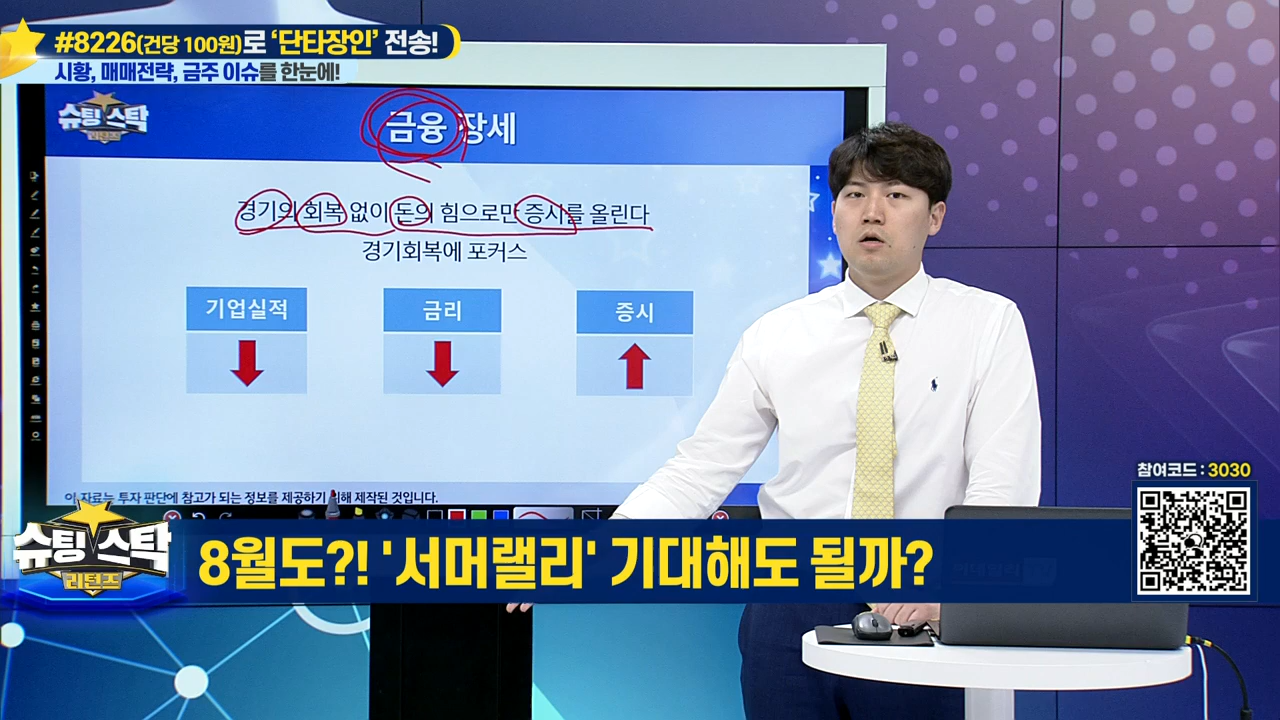 #8226(건당 100원)로 '단타장인' 전송!
시황, 매매전략, 금주 이슈를 한눈에!
슈팅 스탁
리턴즈
금융 장세
경기의 회복 없이 돈의 힘으로만 증시를 올린다
경기회복에 포커스
기업실적
금리
증시
이 자료는 투자 판단에 참고가 되는 정보를 제공하기 위해 제작된 것입니다.
참여코드 : 3030
슈팅 스탁
리턴즈
8월도?! '서머랠리' 기대해도 될까?